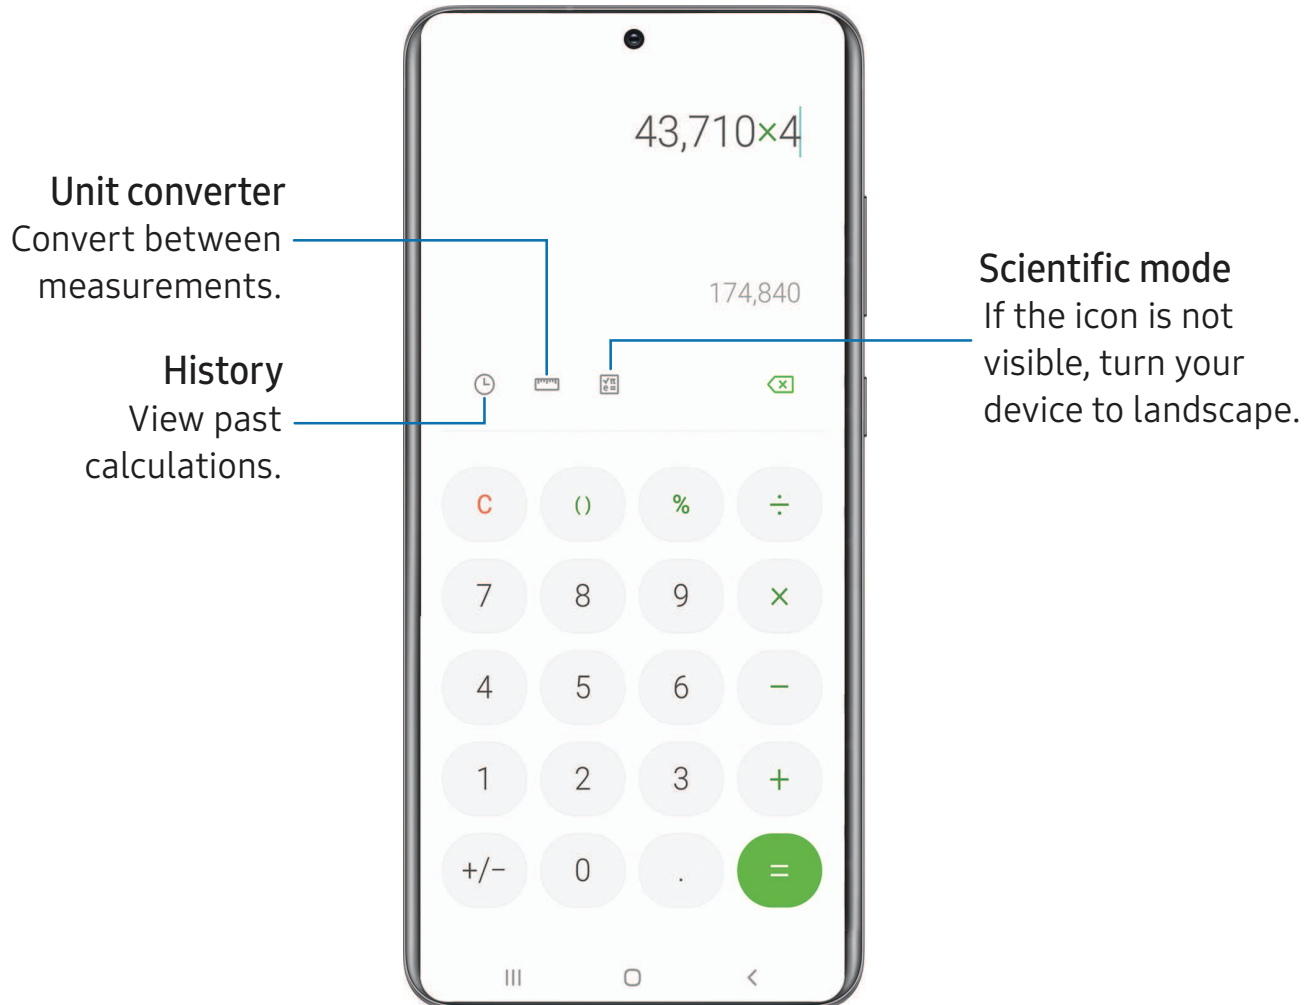 43,710×4
174,840
Unit converter
Convert between
measurements.
History
View past
calculations.
Scientific mode
If the icon is not
visible, turn your
device to landscape.
√ π
e =
C
( )
%
÷
7
8
9
×
4
5
6
−
1
2
3
+
+/−
0
.
=